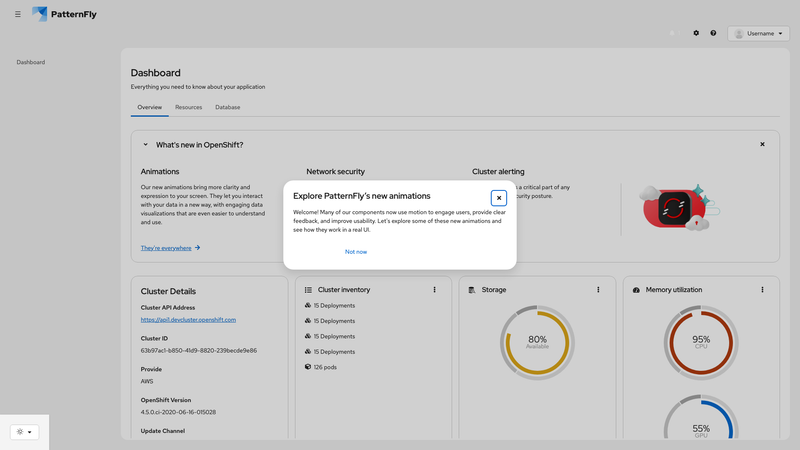 PatternFly
Username
Dashboard
Dashboard
Everything you need to know about your application
Overview
Resources
Database
What's new in OpenShift?
Animations
Our new animations bring more clarity and
expression to your screen. They let you interact
with your data in a new way, with engaging data
visualizations that are even easier to understand
and use.
They're everywhere
Network security
Cluster alerting
a critical part of any
security posture.
Explore PatternFly's new animations
Welcome! Many of our components now use motion to engage users, provide clear
feedback, and improve usability. Let's explore some of these new animations and
see how they work in a real UI.
Not now
Cluster Details
Cluster API Address
https://api1.devcluster.openshift.com
Cluster ID
63b97ac1-b850-41d9-8820-239becde9e86
Provide
AWS
OpenShift Version
4.5.0.ci-2020-06-16-015028
Update Channel
Cluster inventory
15 Deployments
15 Deployments
15 Deployments
15 Deployments
126 pods
Storage
80%
Available
Memory utilization
95%
CPU
55%
GPU